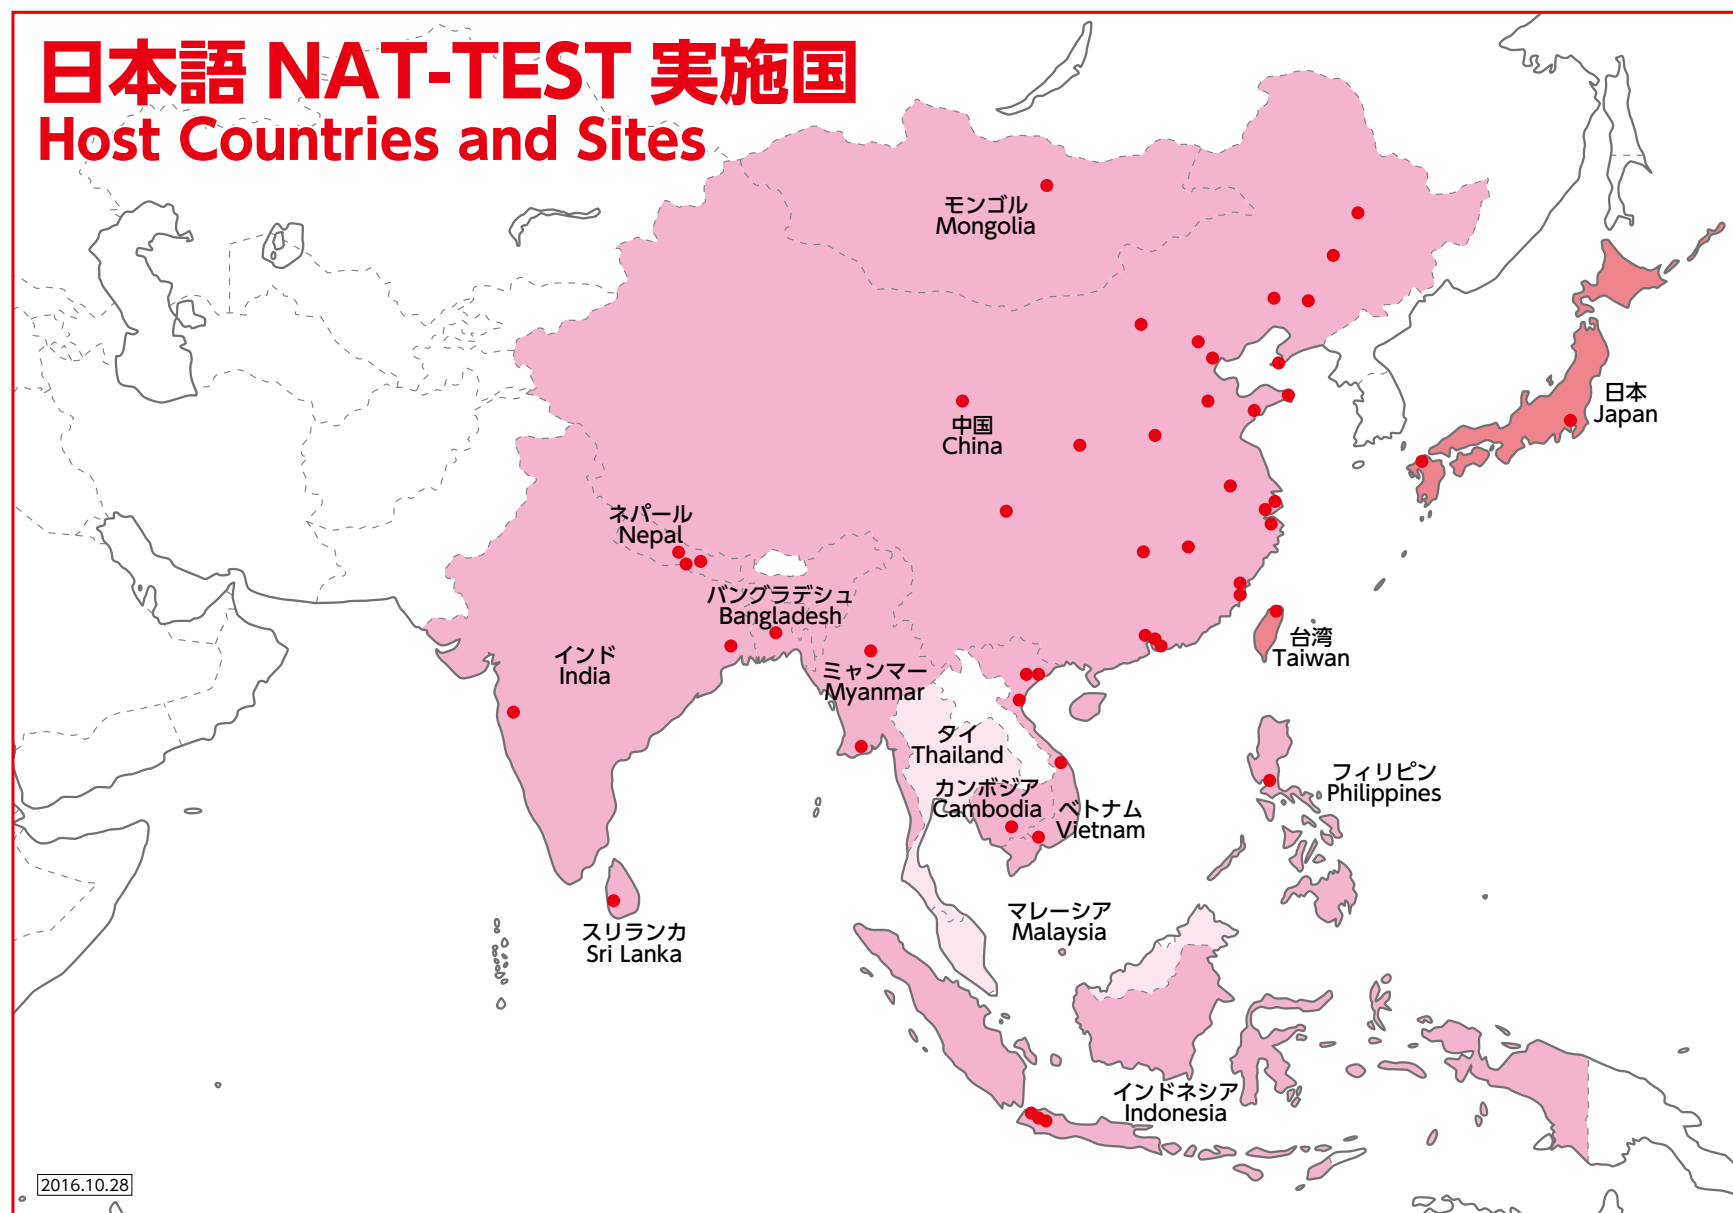 日本語 NAT-TEST 実施国
Host Countries and Sites
モンゴル
Mongolia
日本
Japan
中国
China
ネパール
Nepal
バングラデシュ
Bangladesh
台湾
Taiwan
インド
India
ミャンマー
Myanmar
タイ
Thailand
フィリピン
Philippines
カンボジア
Cambodia
ベトナム
Vietnam
マレーシア
Malaysia
スリランカ
Sri Lanka
インドネシア
Indonesia
2016.10.28